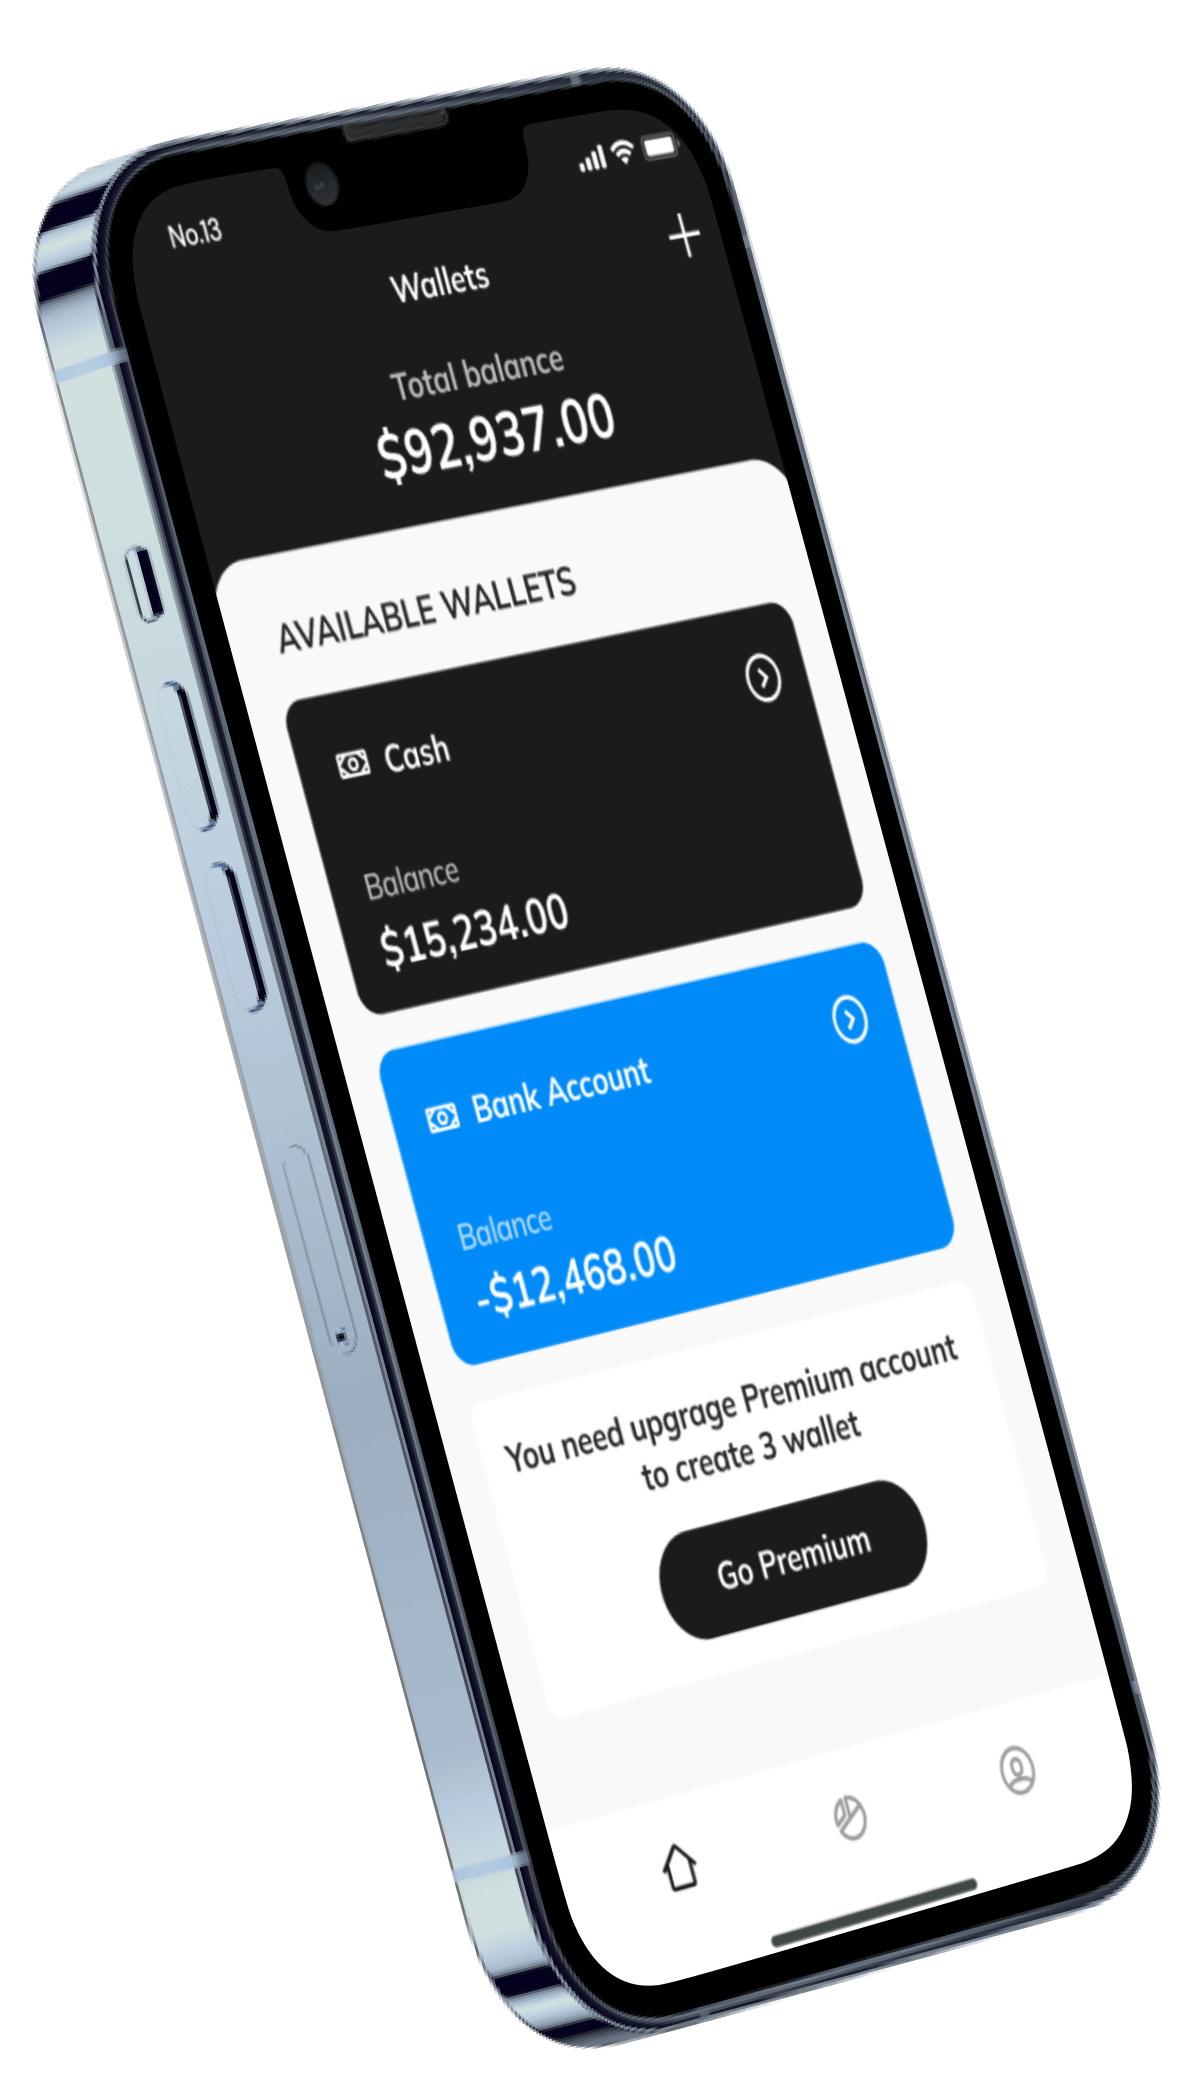 No.13
Wallets
Total balance
$92,937.00
AVAILABLE WALLETS
Cash
Balance
$15,234.00
Bank Account
Balance
-$12,468.00
You need upgrage Premium account
to create 3 wallet
Go Premium